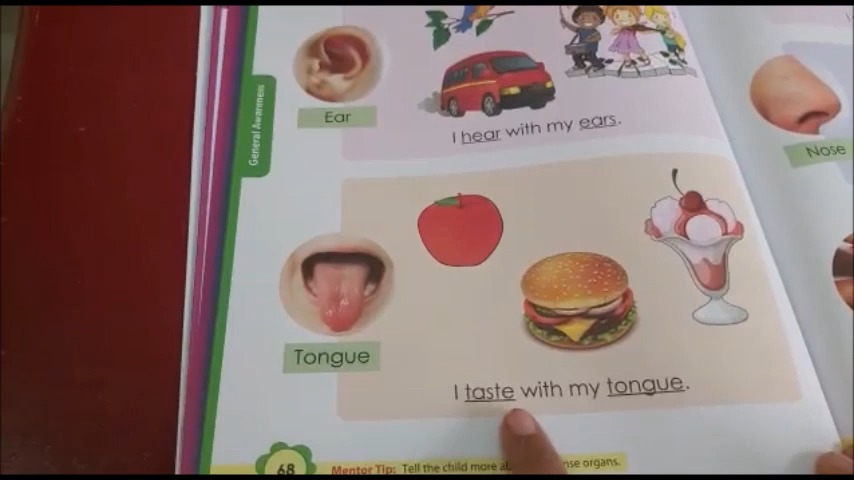 General Awareness
Ear
I hear with my ears.
Nose
Tongue
I taste with my tongue.
68
Mentor Tip: Tell the child more organs.